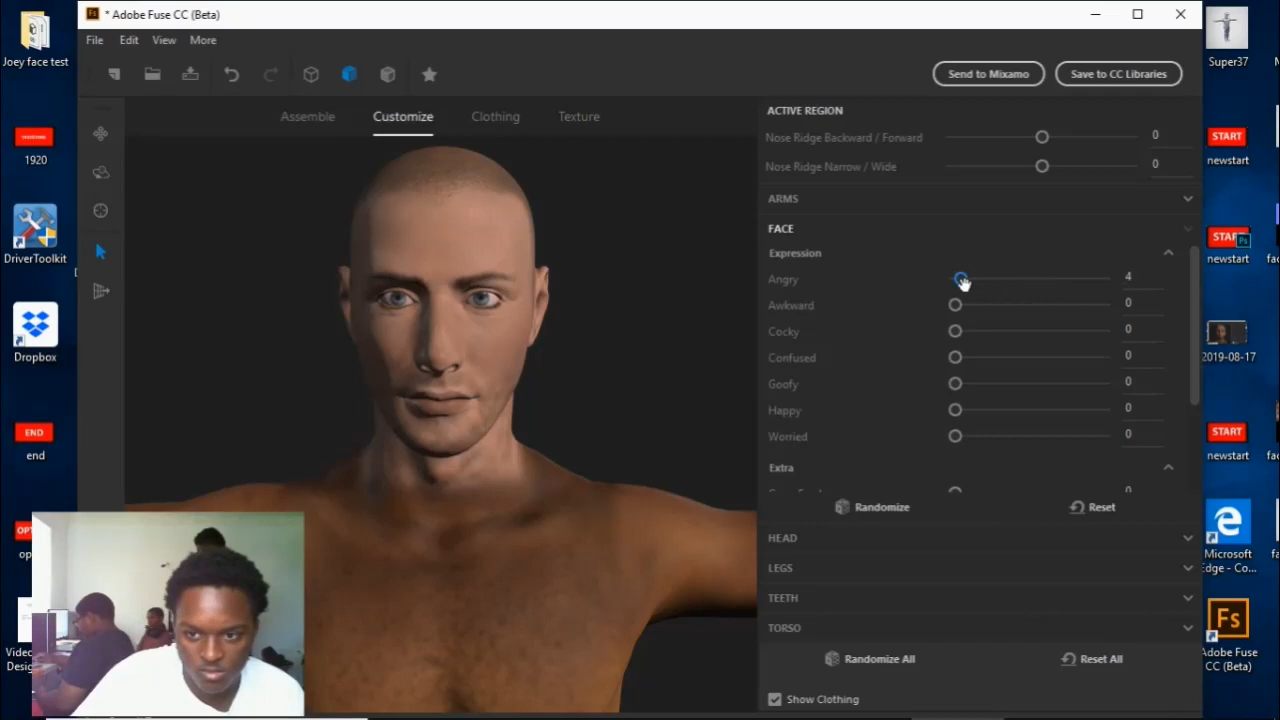 * Adobe Fuse CC (Beta)
File Edit View More
Send to Mixamo
Save to CC Libraries
Assemble Customize Clothing Texture
ACTIVE REGION
Nose Ridge Backward / Forward 0
Nose Ridge Narrow / Wide 0
ARMS
FACE
Expression
Angry 4
Awkward 0
Cocky 0
Confused 0
Goofy 0
Happy 0
Worried 0
Extra
0
Randomize Reset
HEAD
LEGS
TEETH
TORSO
Randomize All Reset All
Show Clothing
Joey face test
1920
DriverToolkit
Dropbox
END
end
Super37
START
newstart
START
Ps
newstart
2019-08-17
START
newstart
Microsoft
Edge - Co...
Fs
Adobe Fuse
CC (Beta)